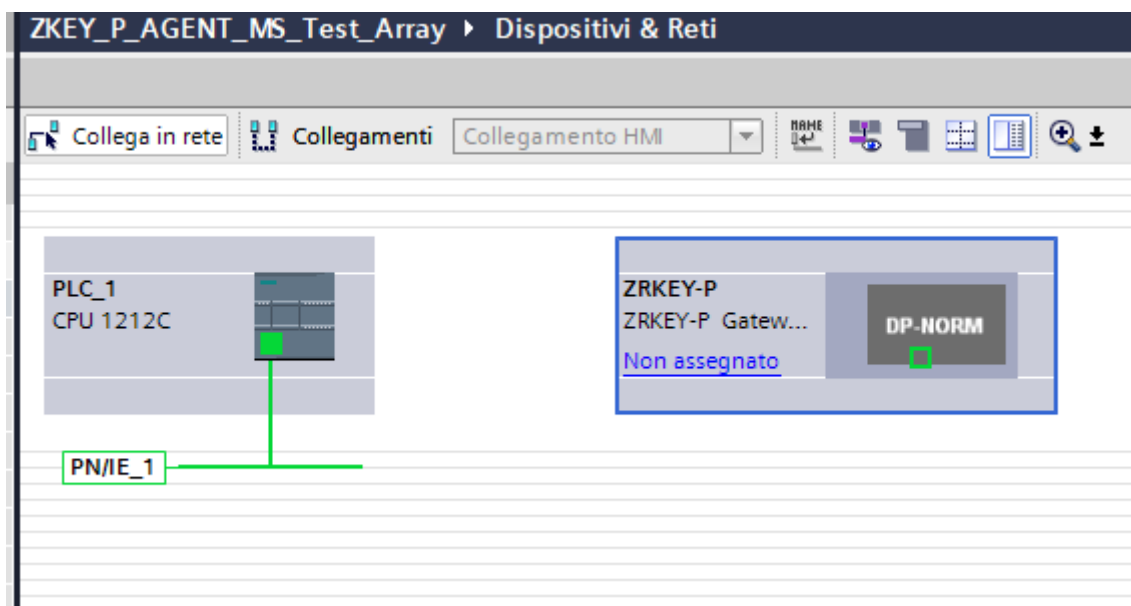 ZKEY_P_AGENT_MS_Test_Array ▸ Dispositivi & Reti
Collega in rete Collegamenti Collegamento HMI NAME
PLC_1
CPU 1212C
ZRKEY-P
ZRKEY-P Gatew...
Non assegnato
DP-NORM
PN/IE_1